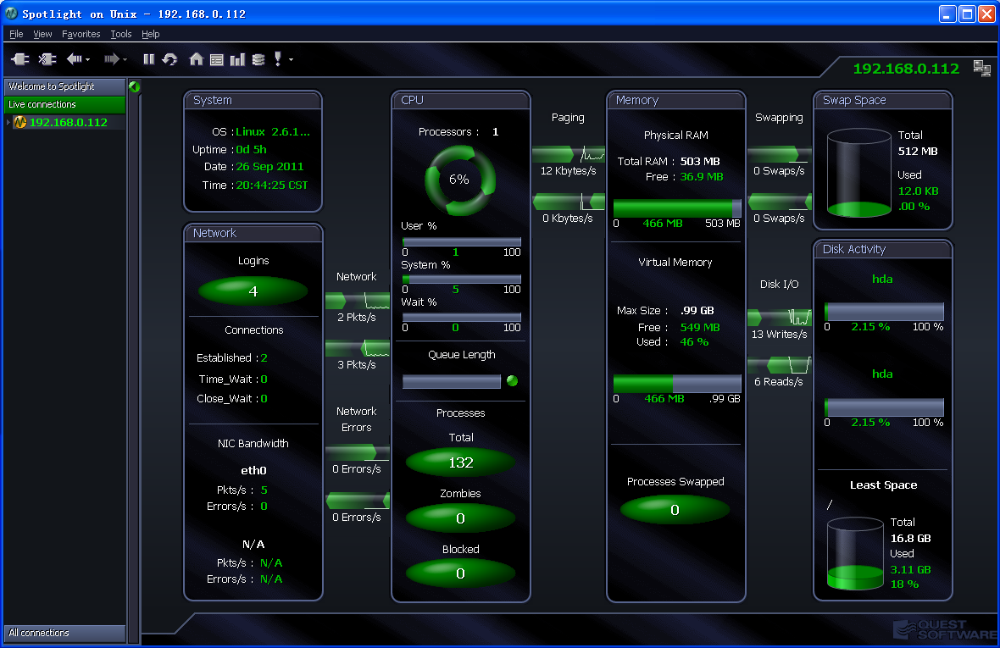 Spotlight on Unix - 192.168.0.112
File View Favorites Tools Help
192.168.0.112
Welcome to Spotlight
Live connections
192.168.0.112
All connections
System
OS : Linux 2.6.1...
Uptime : 0d 5h
Date : 26 Sep 2011
Time : 20:44:25 CST
Network
Logins
4
Connections
Established : 2
Time_Wait : 0
Close_Wait : 0
NIC Bandwidth
eth0
Pkts/s : 5
Errors/s : 0
N/A
Pkts/s : N/A
Errors/s : N/A
Network
2 Pkts/s
3 Pkts/s
Network
Errors
0 Errors/s
0 Errors/s
CPU
Processors : 1
6%
User %
0 1 100
System %
0 5 100
Wait %
0 0 100
Queue Length
Processes
Total
132
Zombies
0
Blocked
0
Paging
12 Kbytes/s
0 Kbytes/s
Memory
Physical RAM
Total RAM : 503 MB
Free : 36.9 MB
0 466 MB 503 MB
Virtual Memory
Max Size : .99 GB
Free : 549 MB
Used : 46 %
0 466 MB .99 GB
Processes Swapped
0
Swapping
0 Swaps/s
0 Swaps/s
Disk I/O
13 Writes/s
6 Reads/s
Swap Space
Total
512 MB
Used
12.0 KB
.00 %
Disk Activity
hda
0 2.15 % 100 %
hda
0 2.15 % 100 %
Least Space
/
Total
16.8 GB
Used
3.11 GB
18 %
QUEST
SOFTWARE